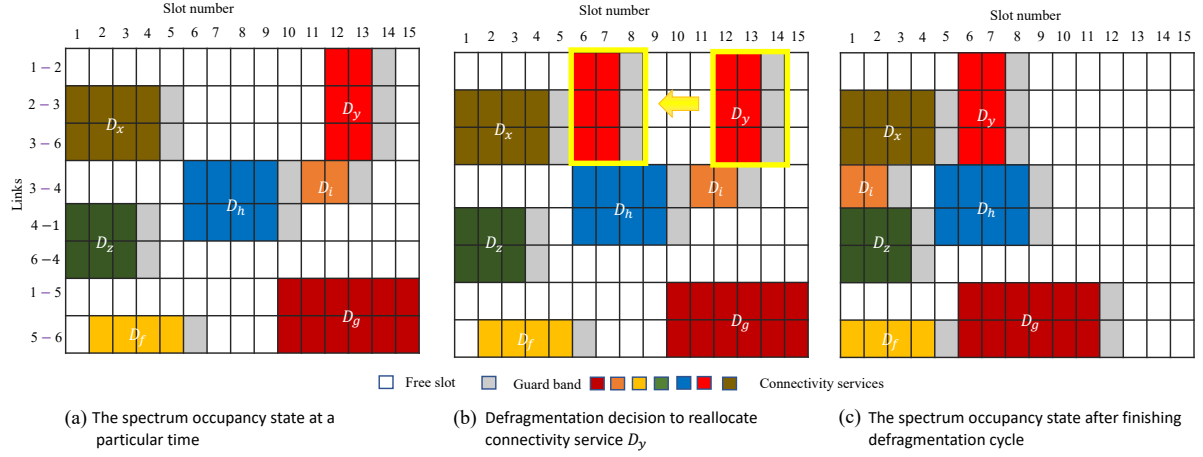 Slot number
Slot number
Slot number
1 2 3 4 5 6 7 8 9 10 11 12 13 14 15
1 2 3 4 5 6 7 8 9 10 11 12 13 14 15
1 2 3 4 5 6 7 8 9 10 11 12 13 14 15
Links
1 − 2
2 − 3
3 − 6
3 − 4
4 − 1
6 − 4
1 − 5
5 − 6
D_x
D_y
D_i
D_h
D_z
D_g
D_f
D_x
D_y
D_i
D_h
D_z
D_g
D_f
D_x
D_y
D_i
D_h
D_z
D_g
D_f
Free slot Guard band Connectivity services
(a) The spectrum occupancy state at a
particular time
(b) Defragmentation decision to reallocate
connectivity service D_y
(c) The spectrum occupancy state after finishing
defragmentation cycle